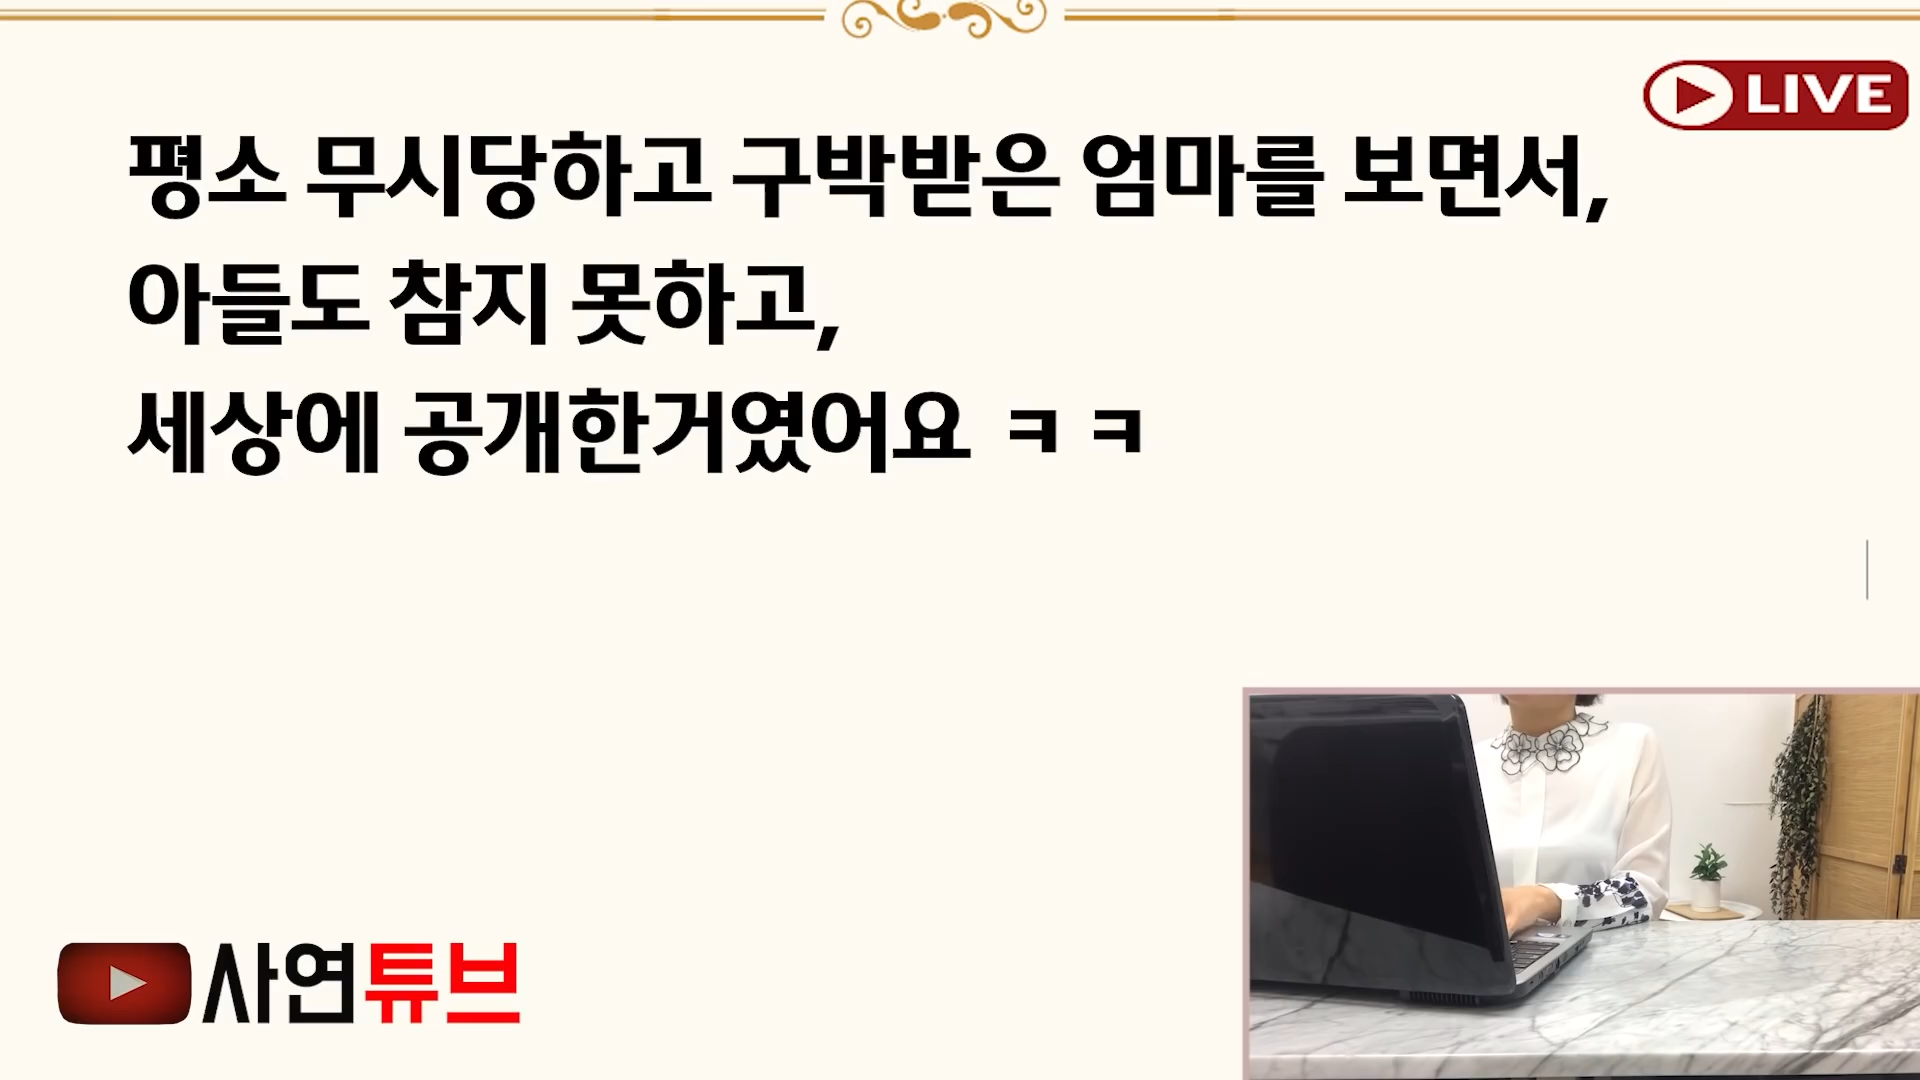 LIVE
평소 무시당하고 구박받은 엄마를 보면서,
아들도 참지 못하고,
세상에 공개한거였어요 ㅋㅋ
사연튜브